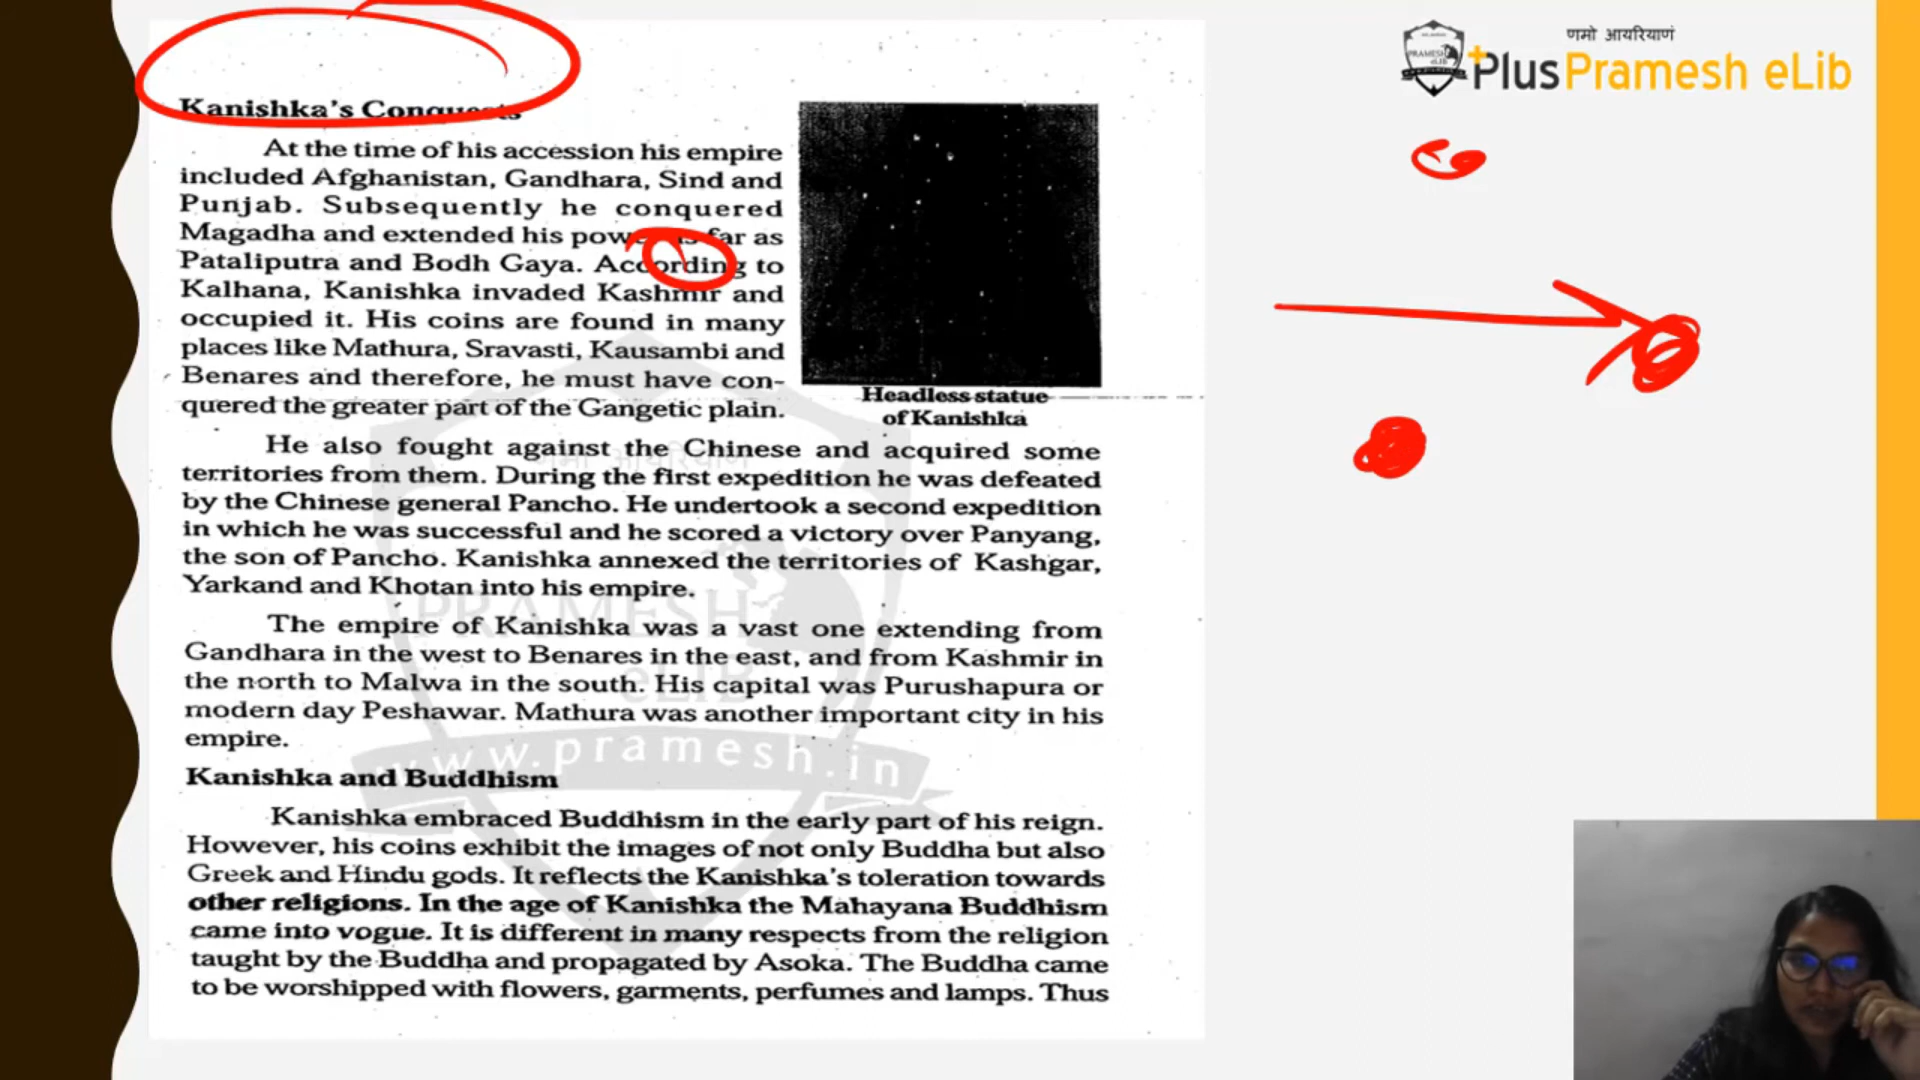 णमो आयरियाणं
PRAMESH
eLIB
PlusPramesh eLib
Kanishka's Conquests
At the time of his accession his empire
included Afghanistan, Gandhara, Sind and
Punjab. Subsequently he conquered
Magadha and extended his power as far as
Pataliputra and Bodh Gaya. According to
Kalhana, Kanishka invaded Kashmir and
occupied it. His coins are found in many
places like Mathura, Sravasti, Kausambi and
Benares and therefore, he must have con-
quered the greater part of the Gangetic plain.
Headless statue
of Kanishka
He also fought against the Chinese and acquired some
territories from them. During the first expedition he was defeated
by the Chinese general Pancho. He undertook a second expedition
in which he was successful and he scored a victory over Panyang,
the son of Pancho. Kanishka annexed the territories of Kashgar,
Yarkand and Khotan into his empire.
The empire of Kanishka was a vast one extending from
Gandhara in the west to Benares in the east, and from Kashmir in
the north to Malwa in the south. His capital was Purushapura or
modern day Peshawar. Mathura was another important city in his
empire.
Kanishka and Buddhism
Kanishka embraced Buddhism in the early part of his reign.
However, his coins exhibit the images of not only Buddha but also
Greek and Hindu gods. It reflects the Kanishka's toleration towards
other religions. In the age of Kanishka the Mahayana Buddhism
came into vogue. It is different in many respects from the religion
taught by the Buddha and propagated by Asoka. The Buddha came
to be worshipped with flowers, garments, perfumes and lamps. Thus
णमो आयरियाणं
PRAMESH
eLIB
www.pramesh.in